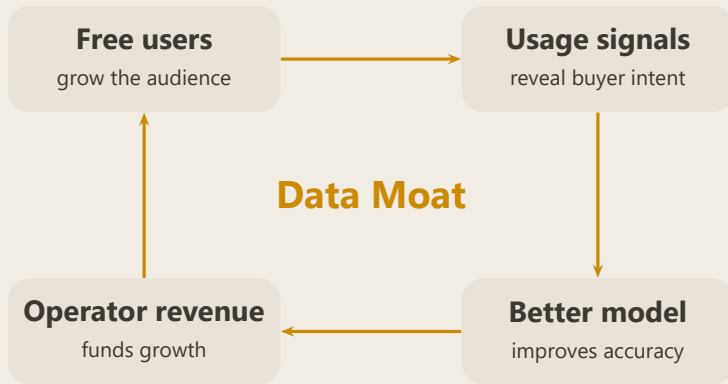 Free users
grow the audience
Usage signals
reveal buyer intent
Data Moat
Operator revenue
funds growth
Better model
improves accuracy